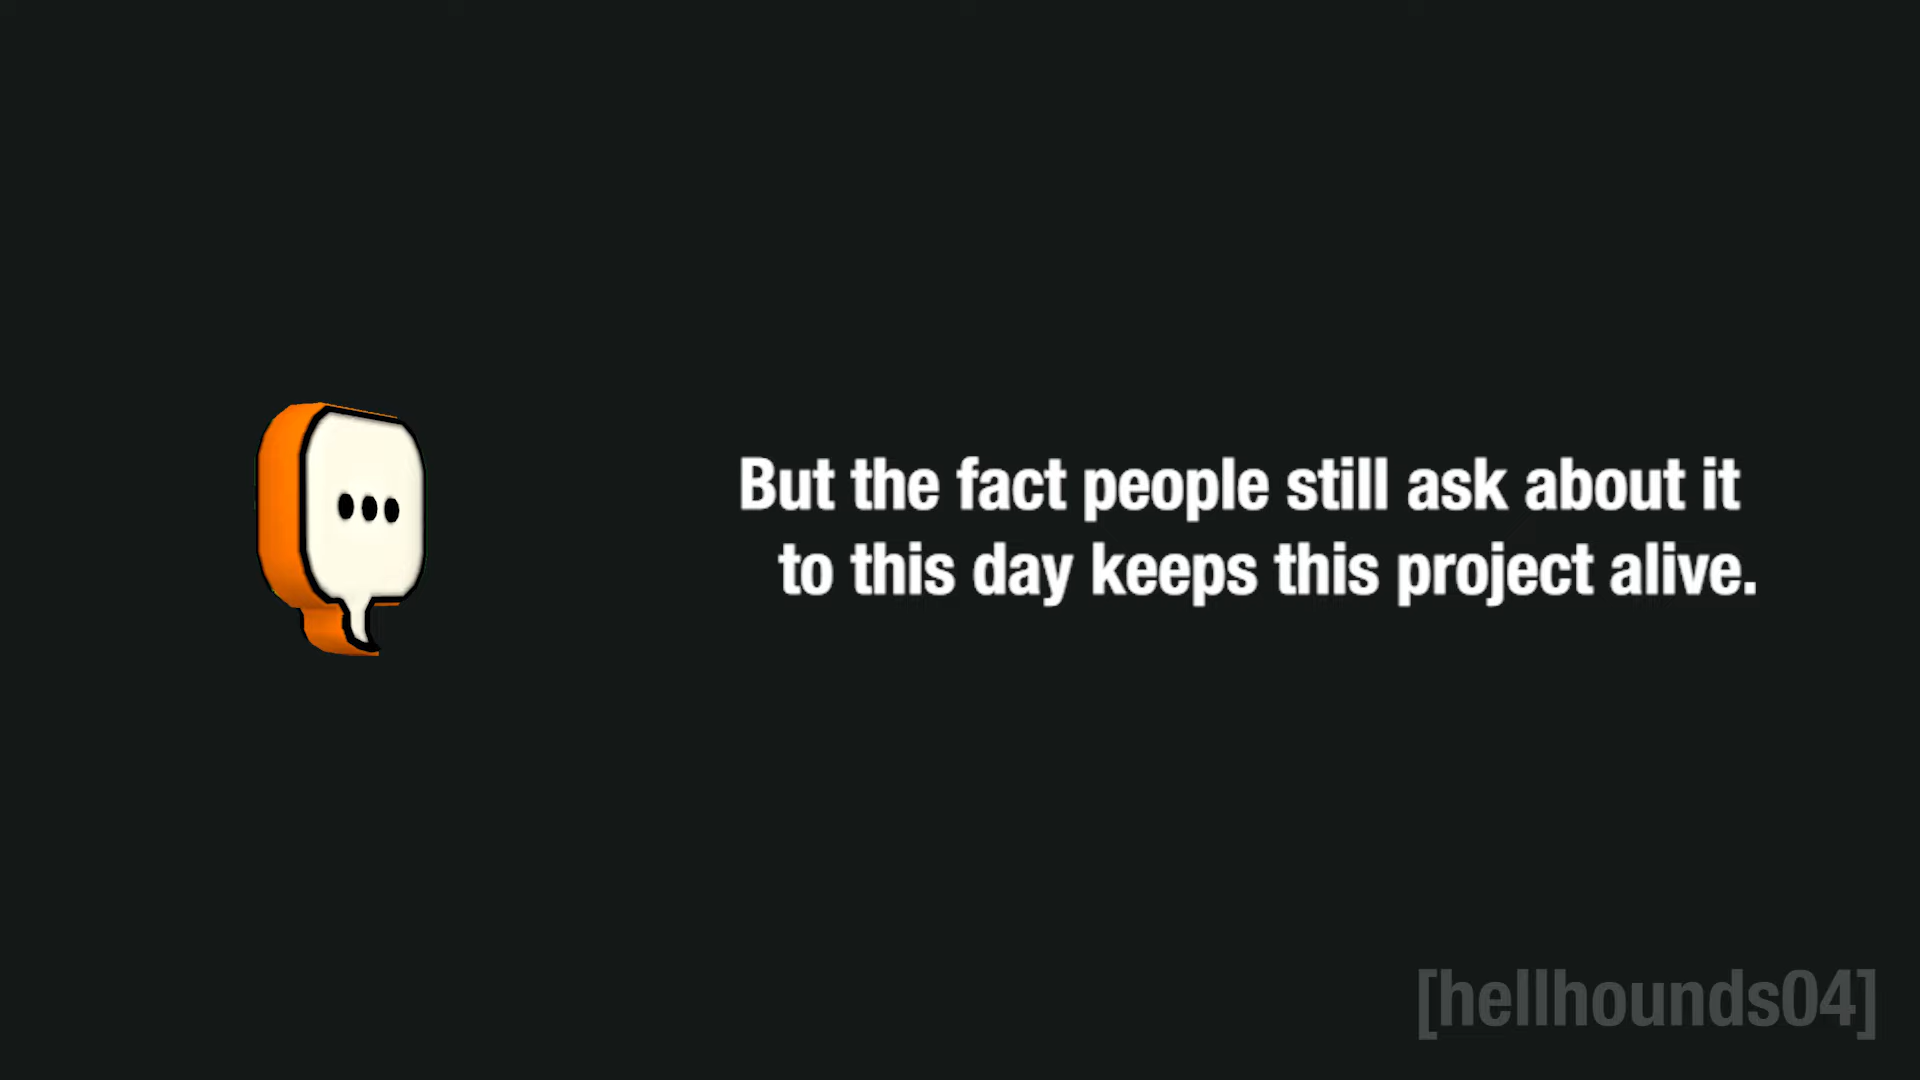 But the fact people still ask about it
to this day keeps this project alive.
[hellhounds04]